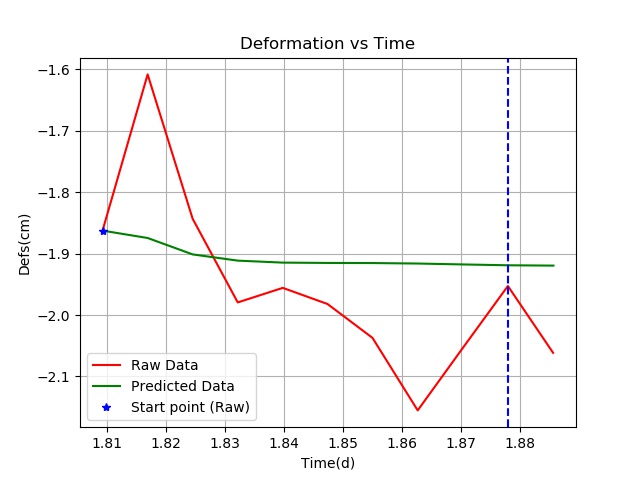 Deformation vs Time
Defs(cm)
−1.6
−1.7
−1.8
−1.9
−2.0
−2.1
Raw Data
Predicted Data
Start point (Raw)
1.81 1.82 1.83 1.84 1.85 1.86 1.87 1.88
Time(d)